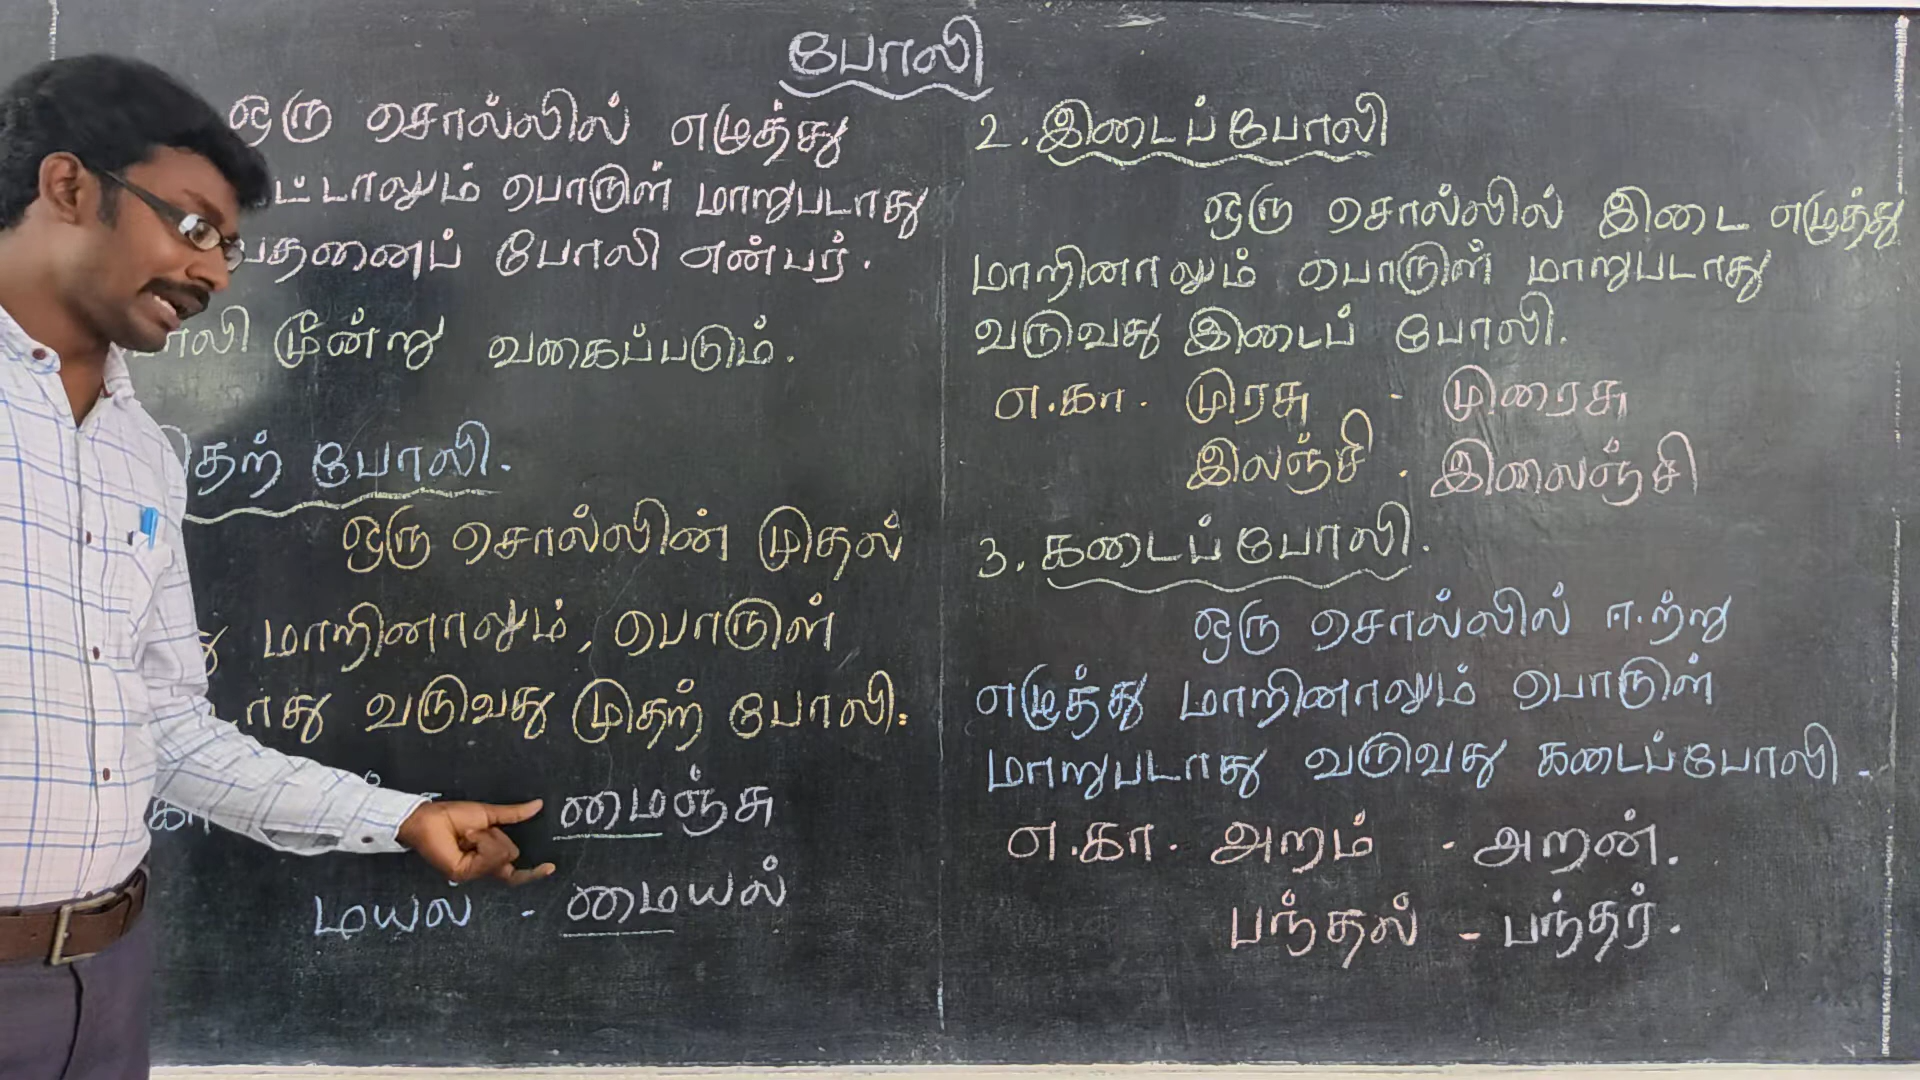 போலி
ஒரு சொல்லில் எழுத்து
பொருள் மாறுபடாது
போலி என்பர்.
மூன்று வகைப்படும்.
போலி.
ஒரு சொல்லின் முதல்
மாறினாலும், பொருள்
வருவது முதற் போலி.
மைஞ்சு
மயல் - மையல்
2. இடைப்போலி
ஒரு சொல்லில் இடை எழுத்து
மாறினாலும் பொருள் மாறுபடாது
வருவது இடைப் போலி.
எ.கா. முரசு - முரைசு
இலஞ்சி - இலைஞ்சி
3. கடைப்போலி.
ஒரு சொல்லில் ஈற்று
எழுத்து மாறினாலும் பொருள்
மாறுபடாது வருவது கடைப்போலி.
எ.கா. அறம் - அறன்.
பந்தல் - பந்தர்.